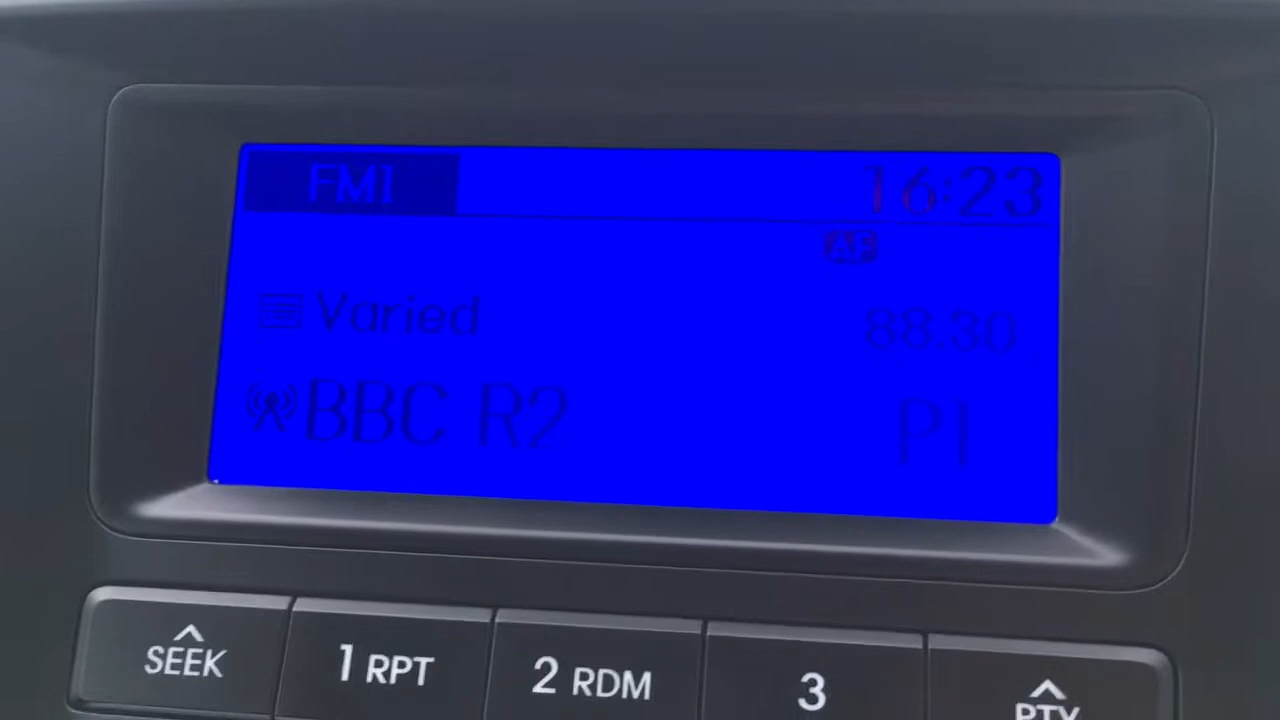 FM1 16:23
AF
Varied 88.30
BBC R2 P1
SEEK 1 RPT 2 RDM 3 PTY